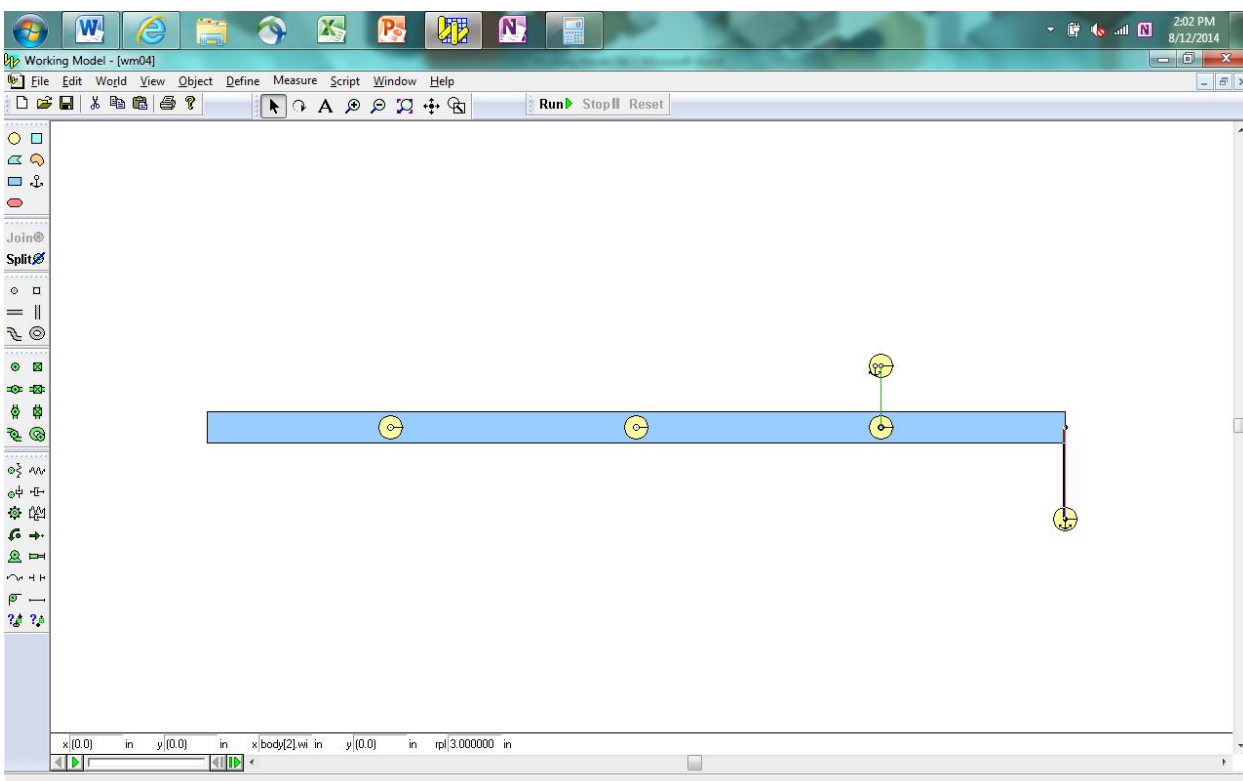 2:02 PM
8/12/2014
Working Model - [wm04]
File Edit World View Object Define Measure Script Window Help
A Run Stop Reset
Join
Split
x (0.0) in y (0.0) in x body[2].wi in y (0.0) in rpl 3.000000 in